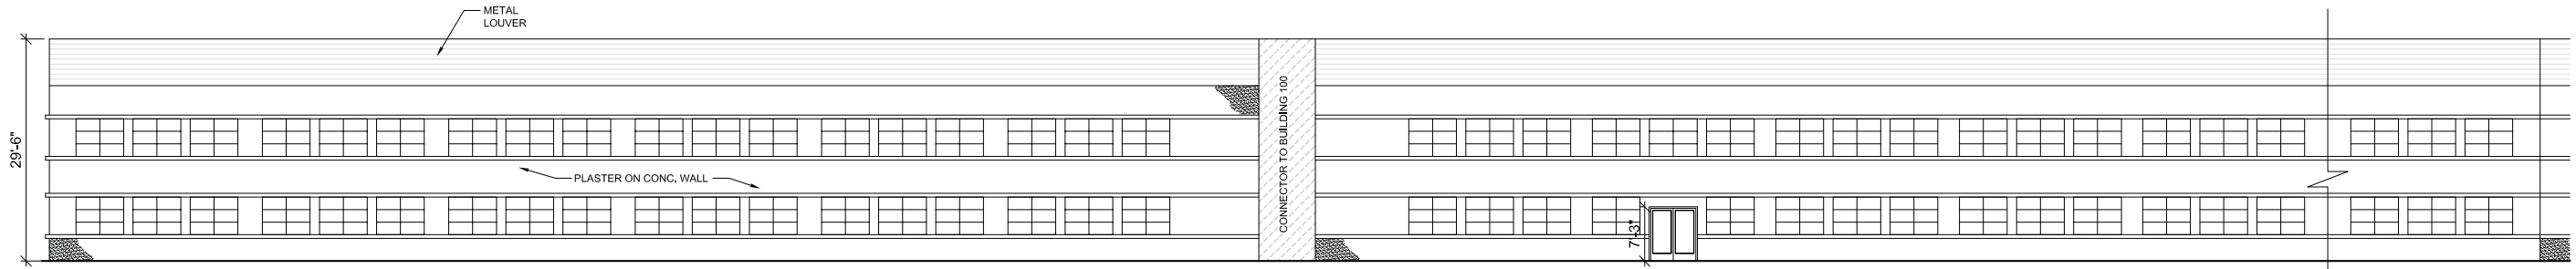 METAL
LOUVER
29'-6"
PLASTER ON CONC. WALL
CONNECTOR TO BUILDING 100
7'-3"